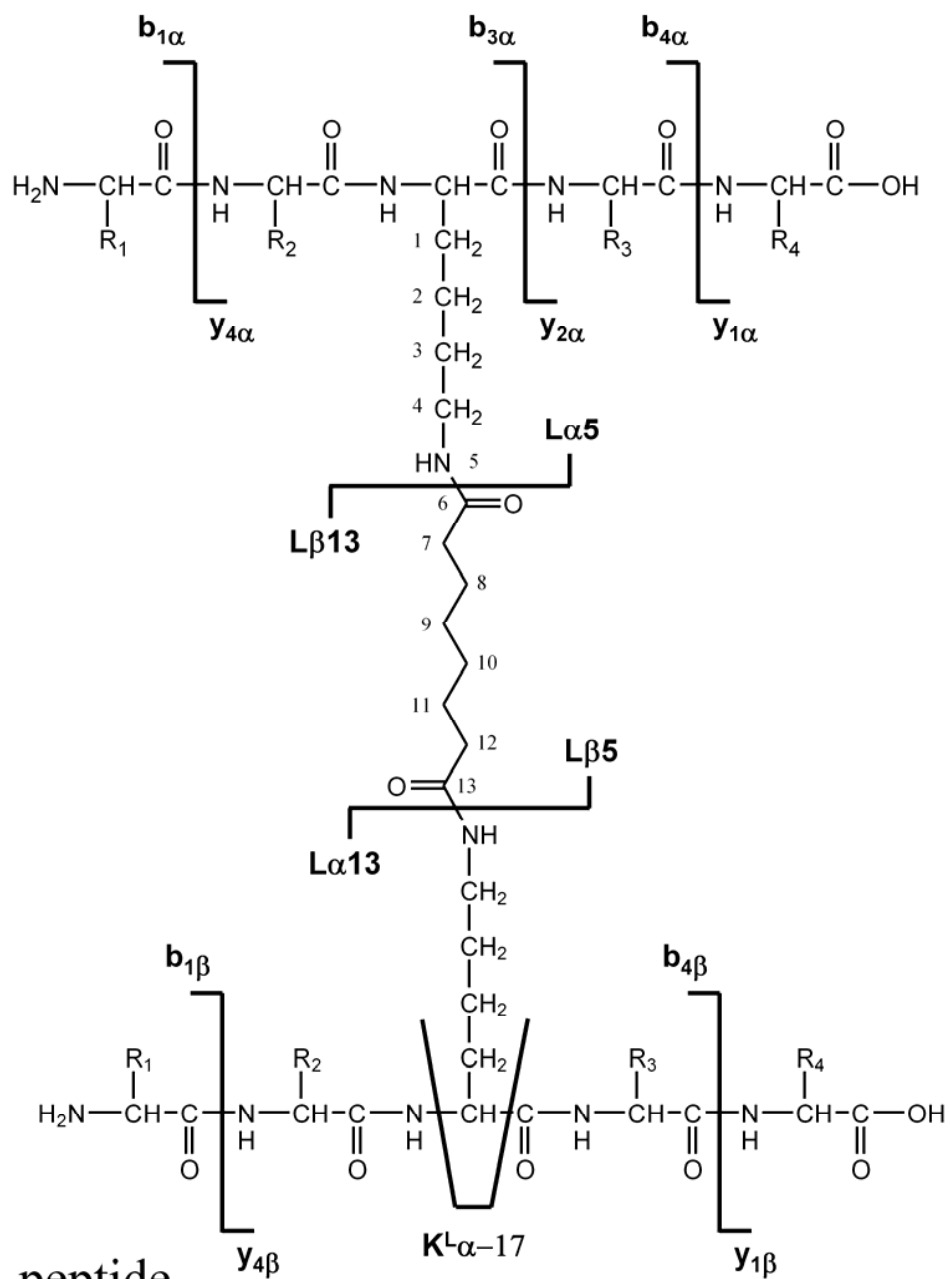 b1α b3α b4α
O O O O O
H2N—CH—C—N—CH—C—N—CH—C—N—CH—C—N—CH—C—OH
H H H H
R1 R2 R3 R4
1 CH2
y4α y2α y1α
2 CH2
3 CH2
4 CH2
Lα5
HN 5
6 O
Lβ13
7
8
9
10
11
12
Lβ5
O 13
NH
Lα13
CH2
CH2
b1β b4β
CH2
R1 R2 CH2 R3 R4
H2N—CH—C—N—CH—C—N—CH—C—N—CH—C—N—CH—C—OH
H H H H
O O O O O
y4β KLα–17 y1β
peptide